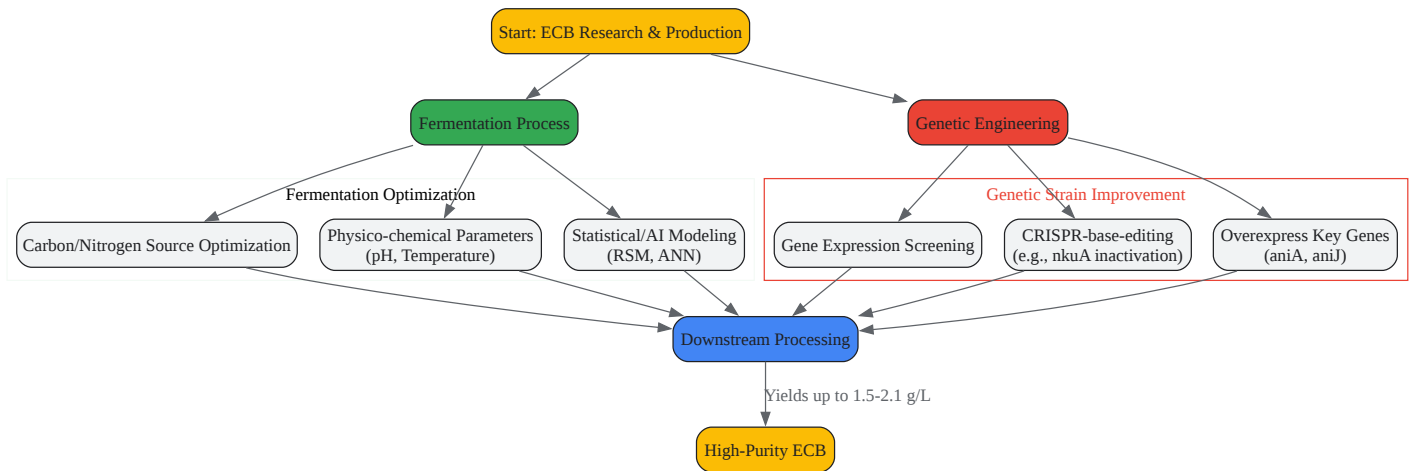 Start: ECB Research & Production
Fermentation Process
Genetic Engineering
Fermentation Optimization
Genetic Strain Improvement
Carbon/Nitrogen Source Optimization
Physico-chemical Parameters
(pH, Temperature)
Statistical/AI Modeling
(RSM, ANN)
Gene Expression Screening
CRISPR-base-editing
(e.g., nkuA inactivation)
Overexpress Key Genes
(aniA, aniJ)
Downstream Processing
Yields up to 1.5-2.1 g/L
High-Purity ECB